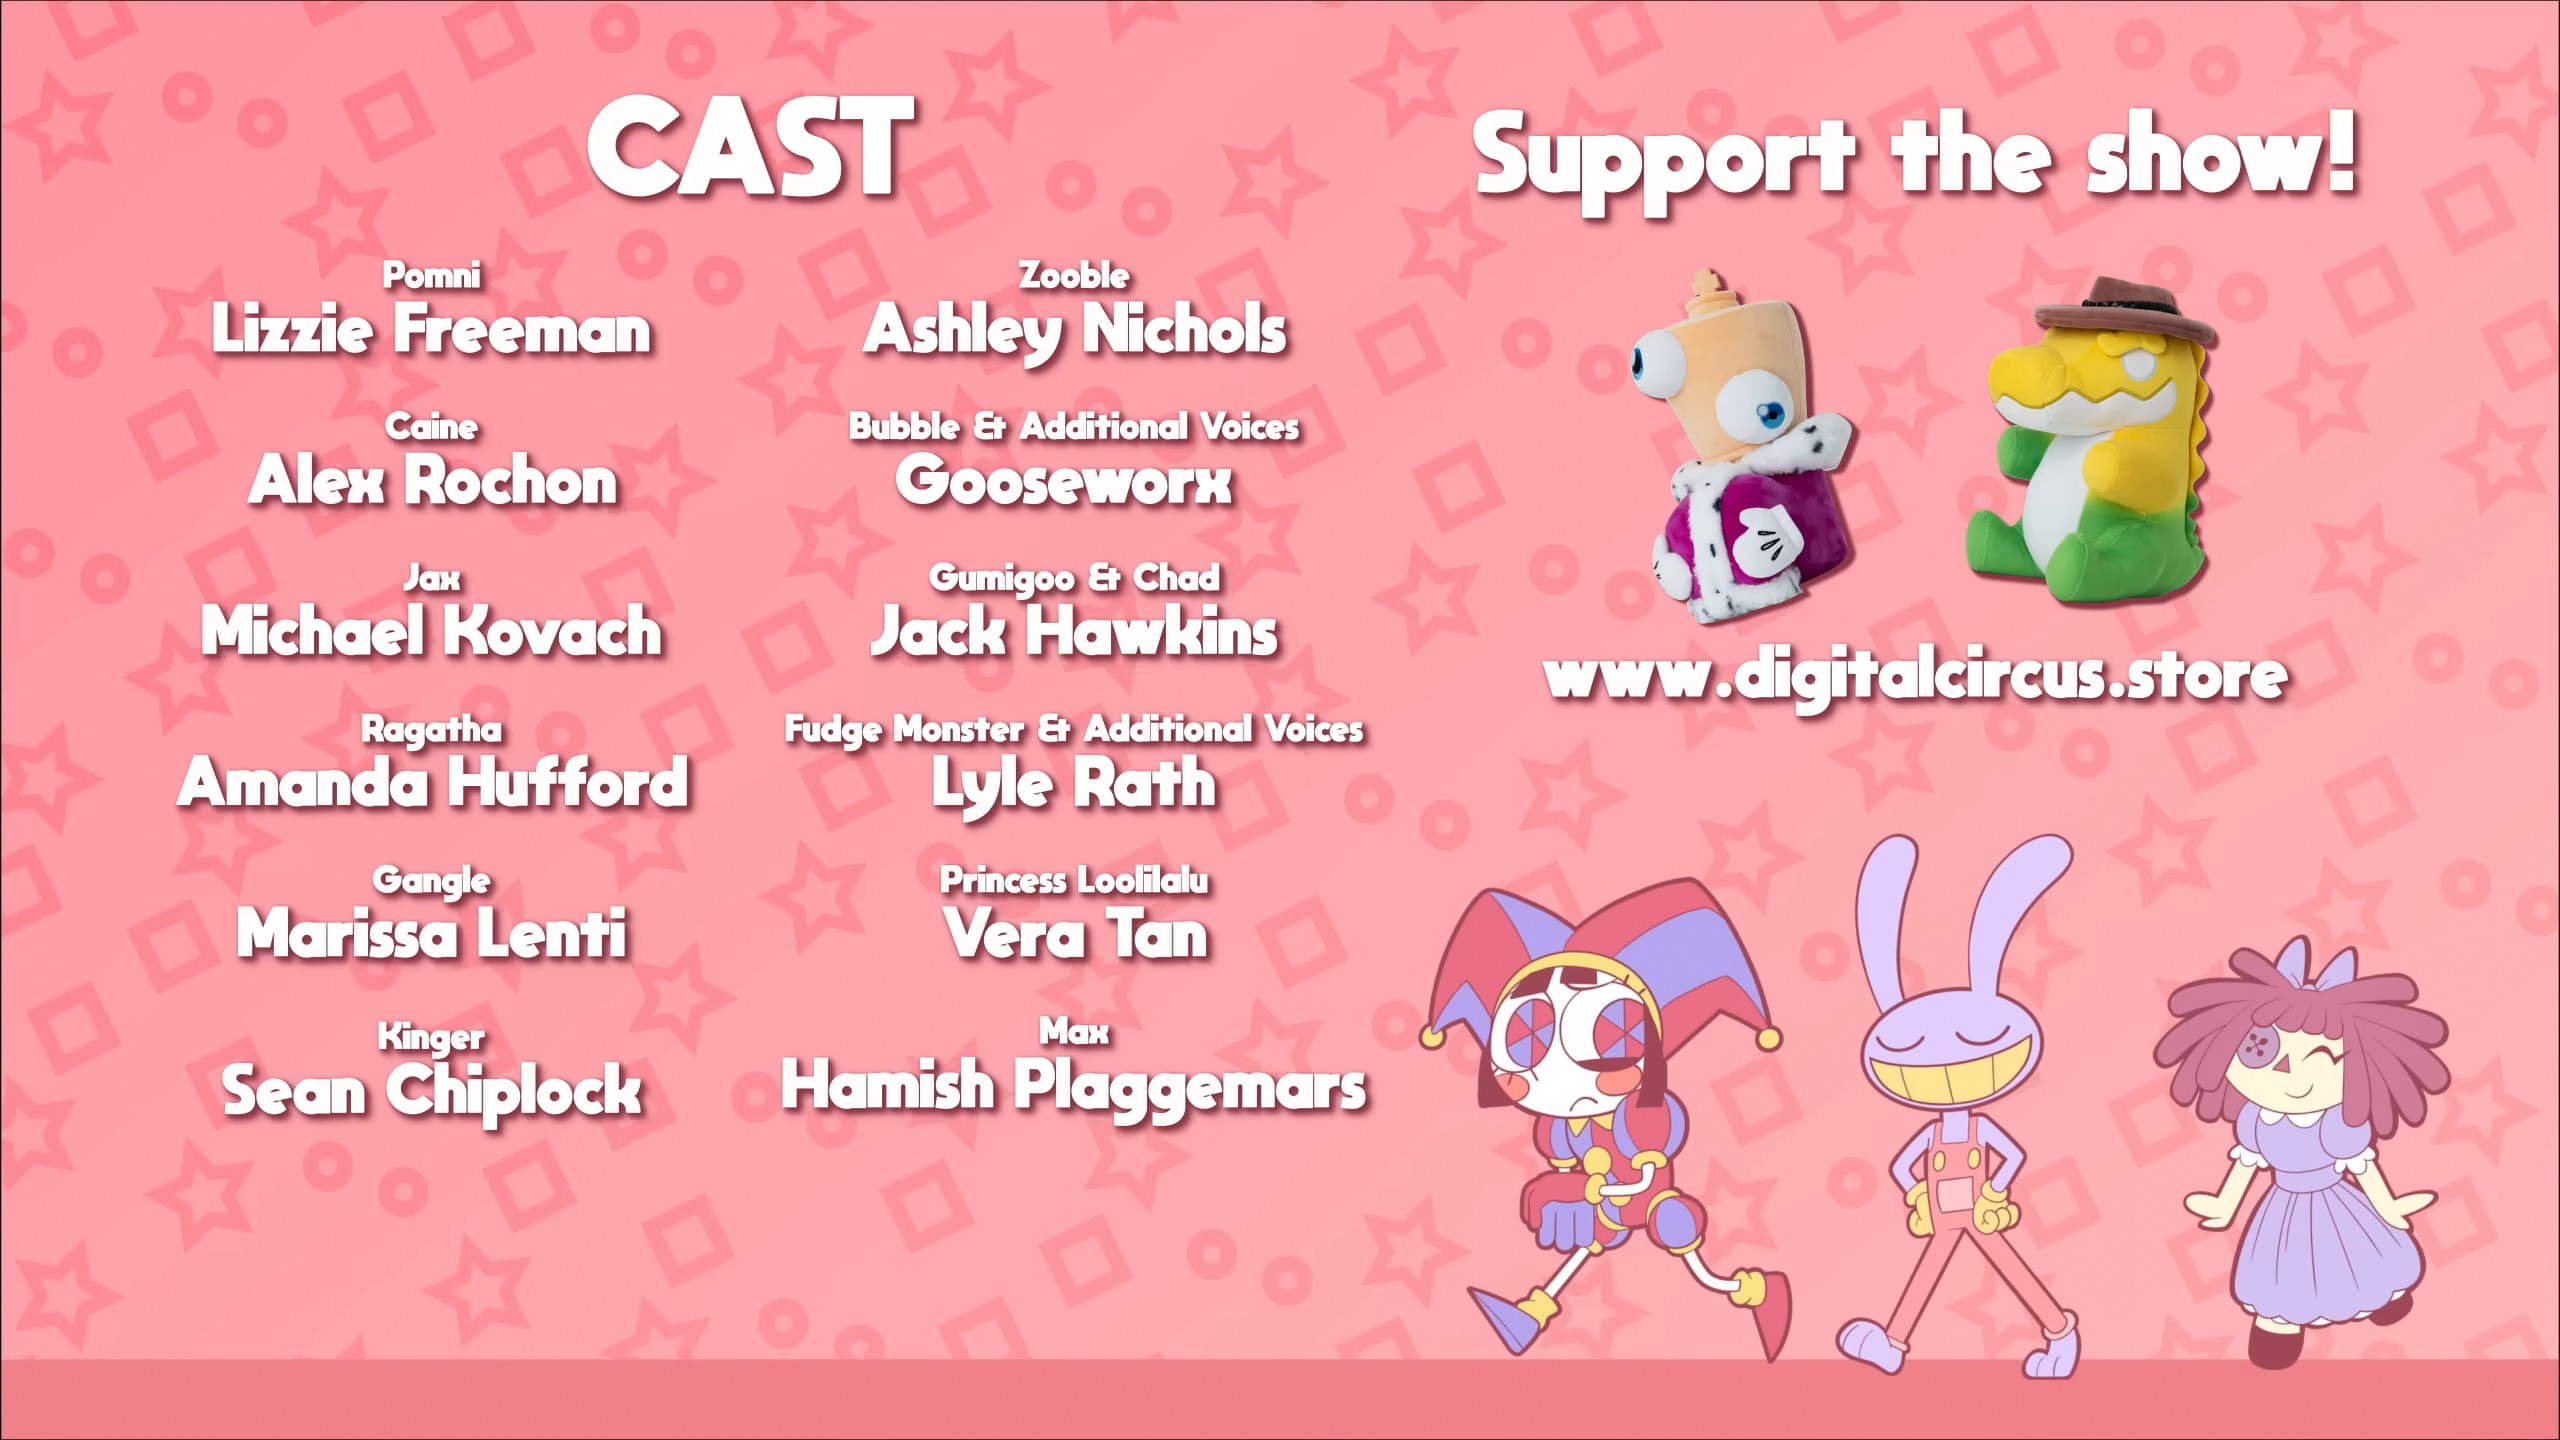 CAST
Pomni
Lizzie Freeman
Caine
Alex Rochon
Jax
Michael Kovach
Ragatha
Amanda Hufford
Gangle
Marissa Lenti
Kinger
Sean Chiplock
Zooble
Ashley Nichols
Bubble & Additional Voices
Gooseworx
Gumigoo & Chad
Jack Hawkins
Fudge Monster & Additional Voices
Lyle Rath
Princess Loolilalu
Vera Tan
Max
Hamish Plaggemars
Support the show!
www.digitalcircus.store